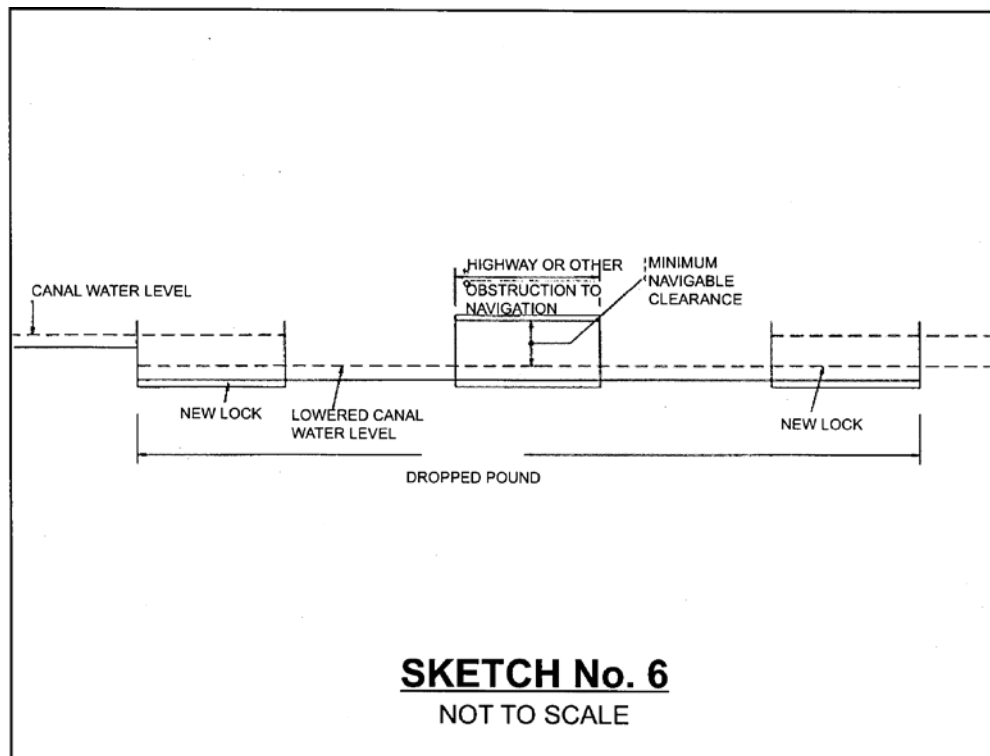 HIGHWAY OR OTHER
OBSTRUCTION TO
NAVIGATION
MINIMUM
NAVIGABLE
CLEARANCE
CANAL WATER LEVEL
NEW LOCK
LOWERED CANAL
WATER LEVEL
NEW LOCK
DROPPED POUND
SKETCH No. 6
NOT TO SCALE